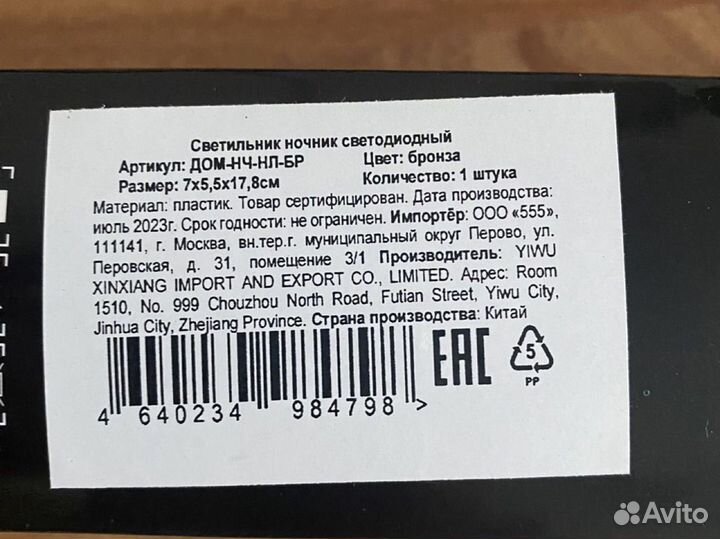 Светильник ночник светодиодный
Артикул: ДОМ-НЧ-НЛ-БР Цвет: бронза
Размер: 7х5,5х17,8см Количество: 1 штука
Материал: пластик. Товар сертифицирован. Дата производства:
июль 2023г. Срок годности: не ограничен. Импортёр: ООО «555»,
111141, г. Москва, вн.тер.г. муниципальный округ Перово, ул.
Перовская, д. 31, помещение 3/1 Производитель: YIWU
XINXIANG IMPORT AND EXPORT CO., LIMITED. Адрес: Room
1510, No. 999 Chouzhou North Road, Futian Street, Yiwu City,
Jinhua City, Zhejiang Province. Страна производства: Китай
EAC
5
PP
4 640234 984798 >
Avito